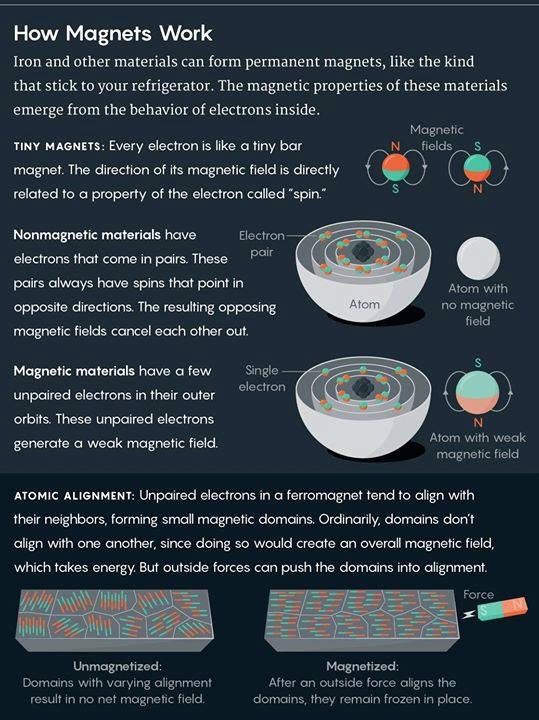 How Magnets Work
Iron and other materials can form permanent magnets, like the kind
that stick to your refrigerator. The magnetic properties of these materials
emerge from the behavior of electrons inside.
TINY MAGNETS: Every electron is like a tiny bar
magnet. The direction of its magnetic field is directly
related to a property of the electron called “spin.”
Magnetic
fields
N
S
S
N
Nonmagnetic materials have
electrons that come in pairs. These
pairs always have spins that point in
opposite directions. The resulting opposing
magnetic fields cancel each other out.
Electron
pair
Atom
Atom with
no magnetic
field
Magnetic materials have a few
unpaired electrons in their outer
orbits. These unpaired electrons
generate a weak magnetic field.
Single
electron
S
N
Atom with weak
magnetic field
ATOMIC ALIGNMENT: Unpaired electrons in a ferromagnet tend to align with
their neighbors, forming small magnetic domains. Ordinarily, domains don’t
align with one another, since doing so would create an overall magnetic field,
which takes energy. But outside forces can push the domains into alignment.
Force
S N
Unmagnetized:
Domains with varying alignment
result in no net magnetic field.
Magnetized:
After an outside force aligns the
domains, they remain frozen in place.